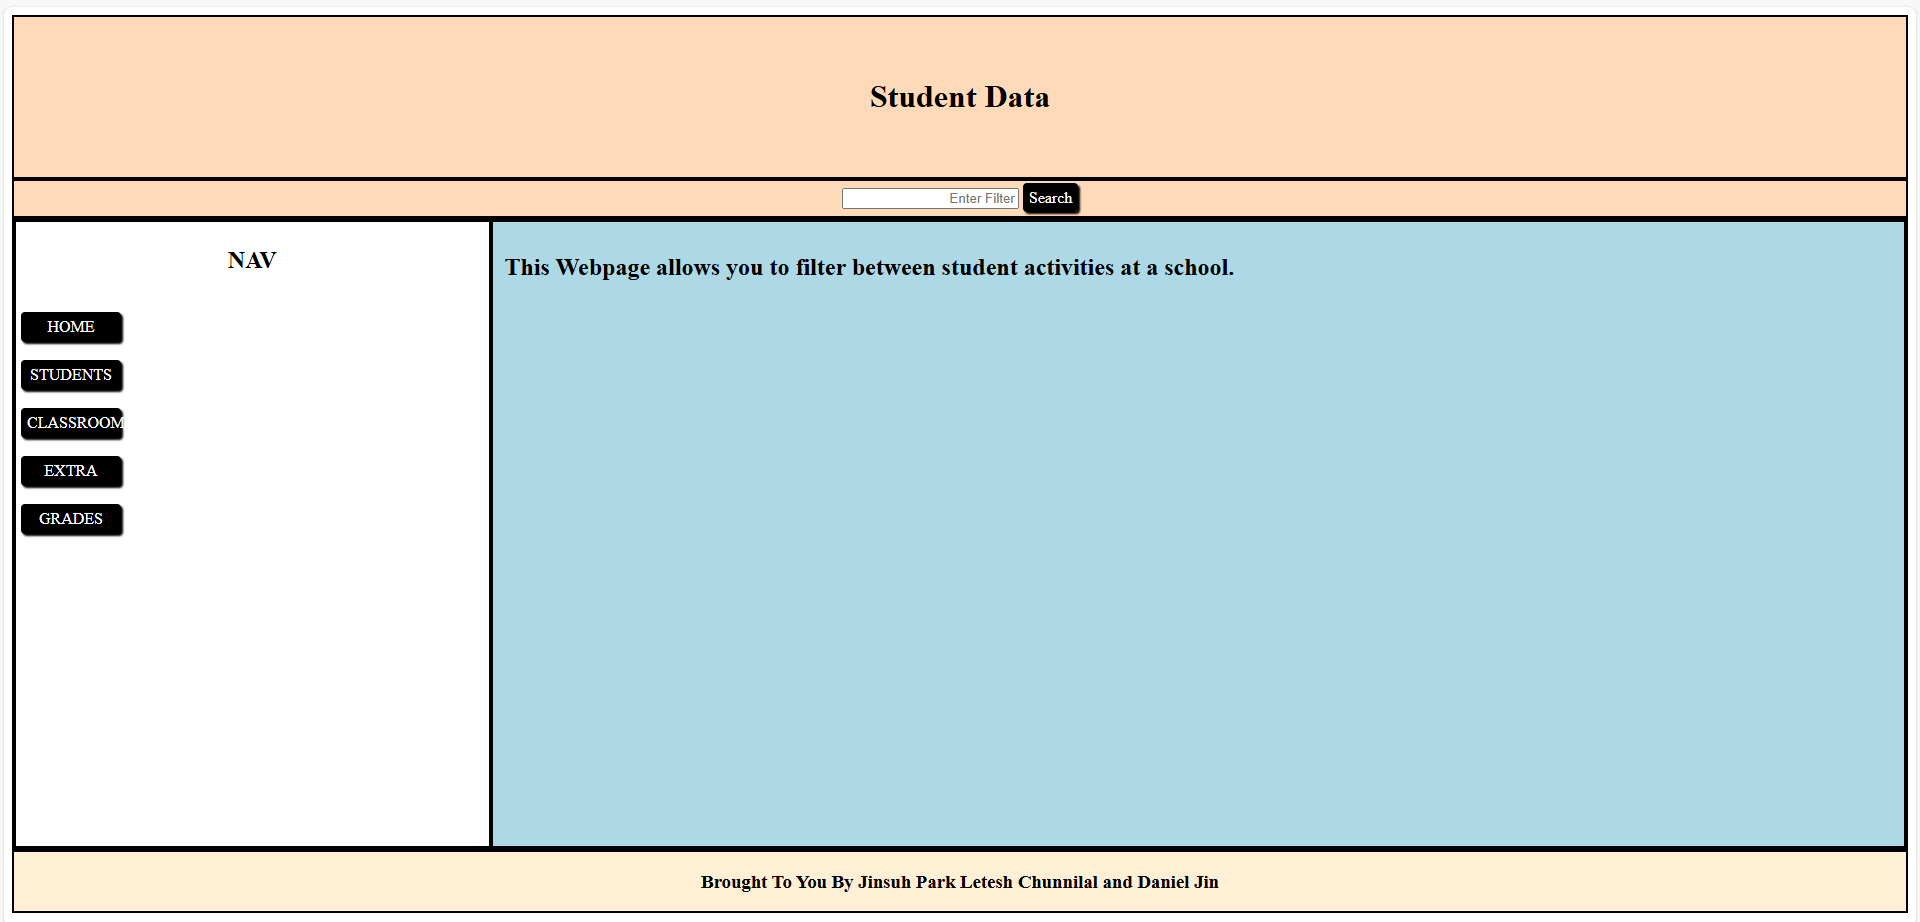 Student Data
Enter Filter Search
NAV
This Webpage allows you to filter between student activities at a school.
HOME
STUDENTS
CLASSROOM
EXTRA
GRADES
Brought To You By Jinsuh Park Letesh Chunnilal and Daniel Jin